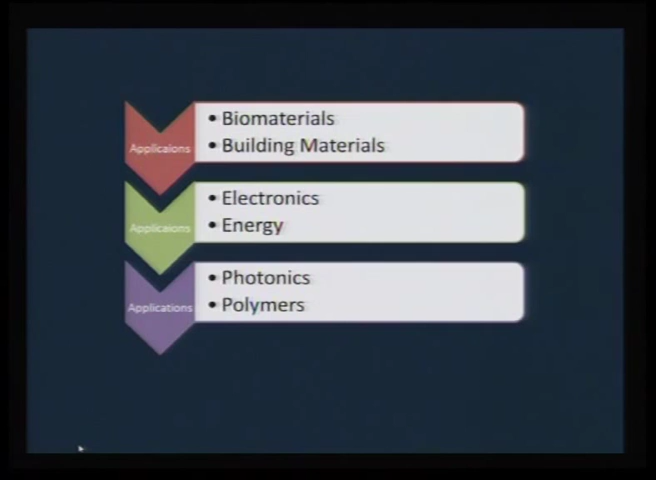 Applicaions
• Biomaterials
• Building Materials
Applicaions
• Electronics
• Energy
Applications
• Photonics
• Polymers